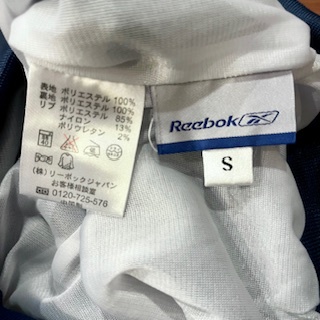 表地 ポリエステル 100%
裏地 ポリエステル 100%
リブ ポリエステル 85%
ナイロン 13%
ポリウレタン 2%
(株) リーボックジャパン
お客様相談室
0120-725-576
中国製
Reebok
S